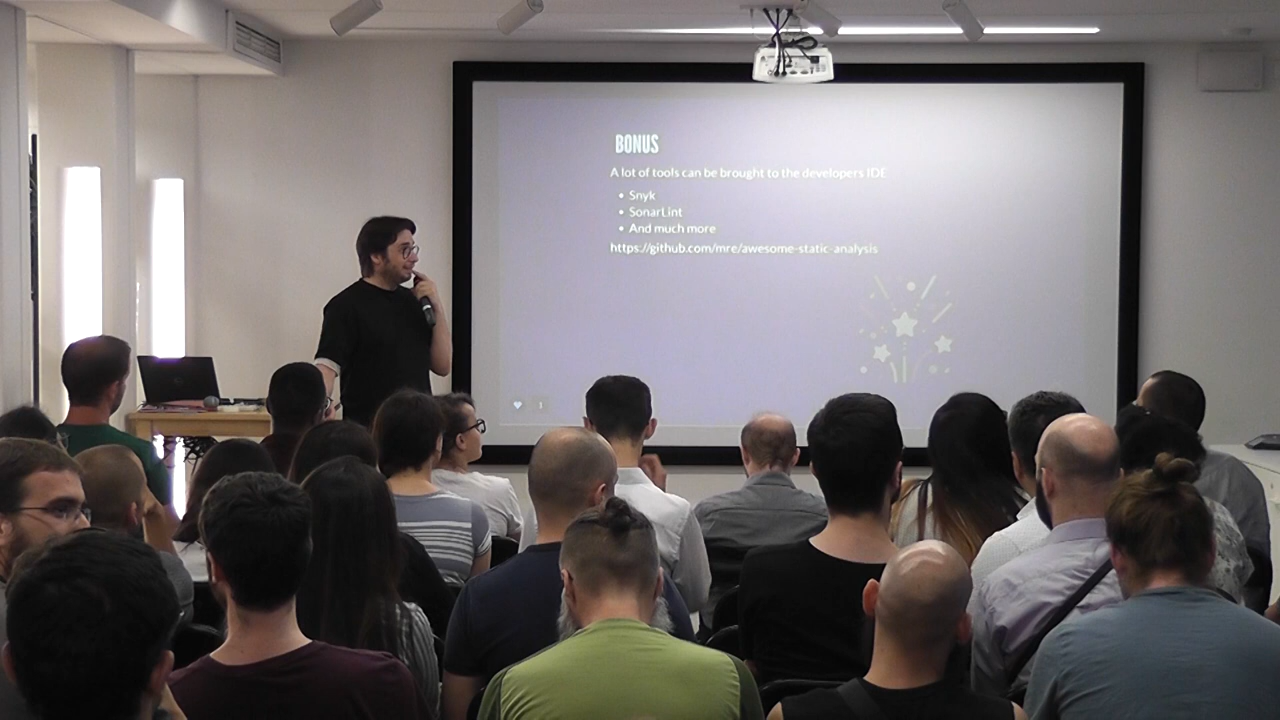 BONUS
A lot of tools can be brought to the developers IDE
• Snyk
• SonarLint
• And much more
https://github.com/mre/awesome-static-analysis